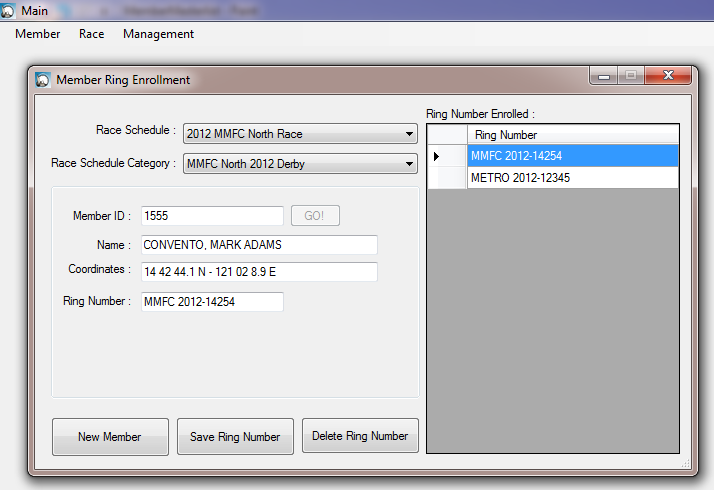 Main
Member Race Management
Member Ring Enrollment
Race Schedule : 2012 MMFC North Race
Race Schedule Category : MMFC North 2012 Derby
Member ID : 1555 GO!
Name : CONVENTO, MARK ADAMS
Coordinates : 14 42 44.1 N - 121 02 8.9 E
Ring Number : MMFC 2012-14254
New Member Save Ring Number Delete Ring Number
Ring Number Enrolled :
Ring Number
MMFC 2012-14254
METRO 2012-12345